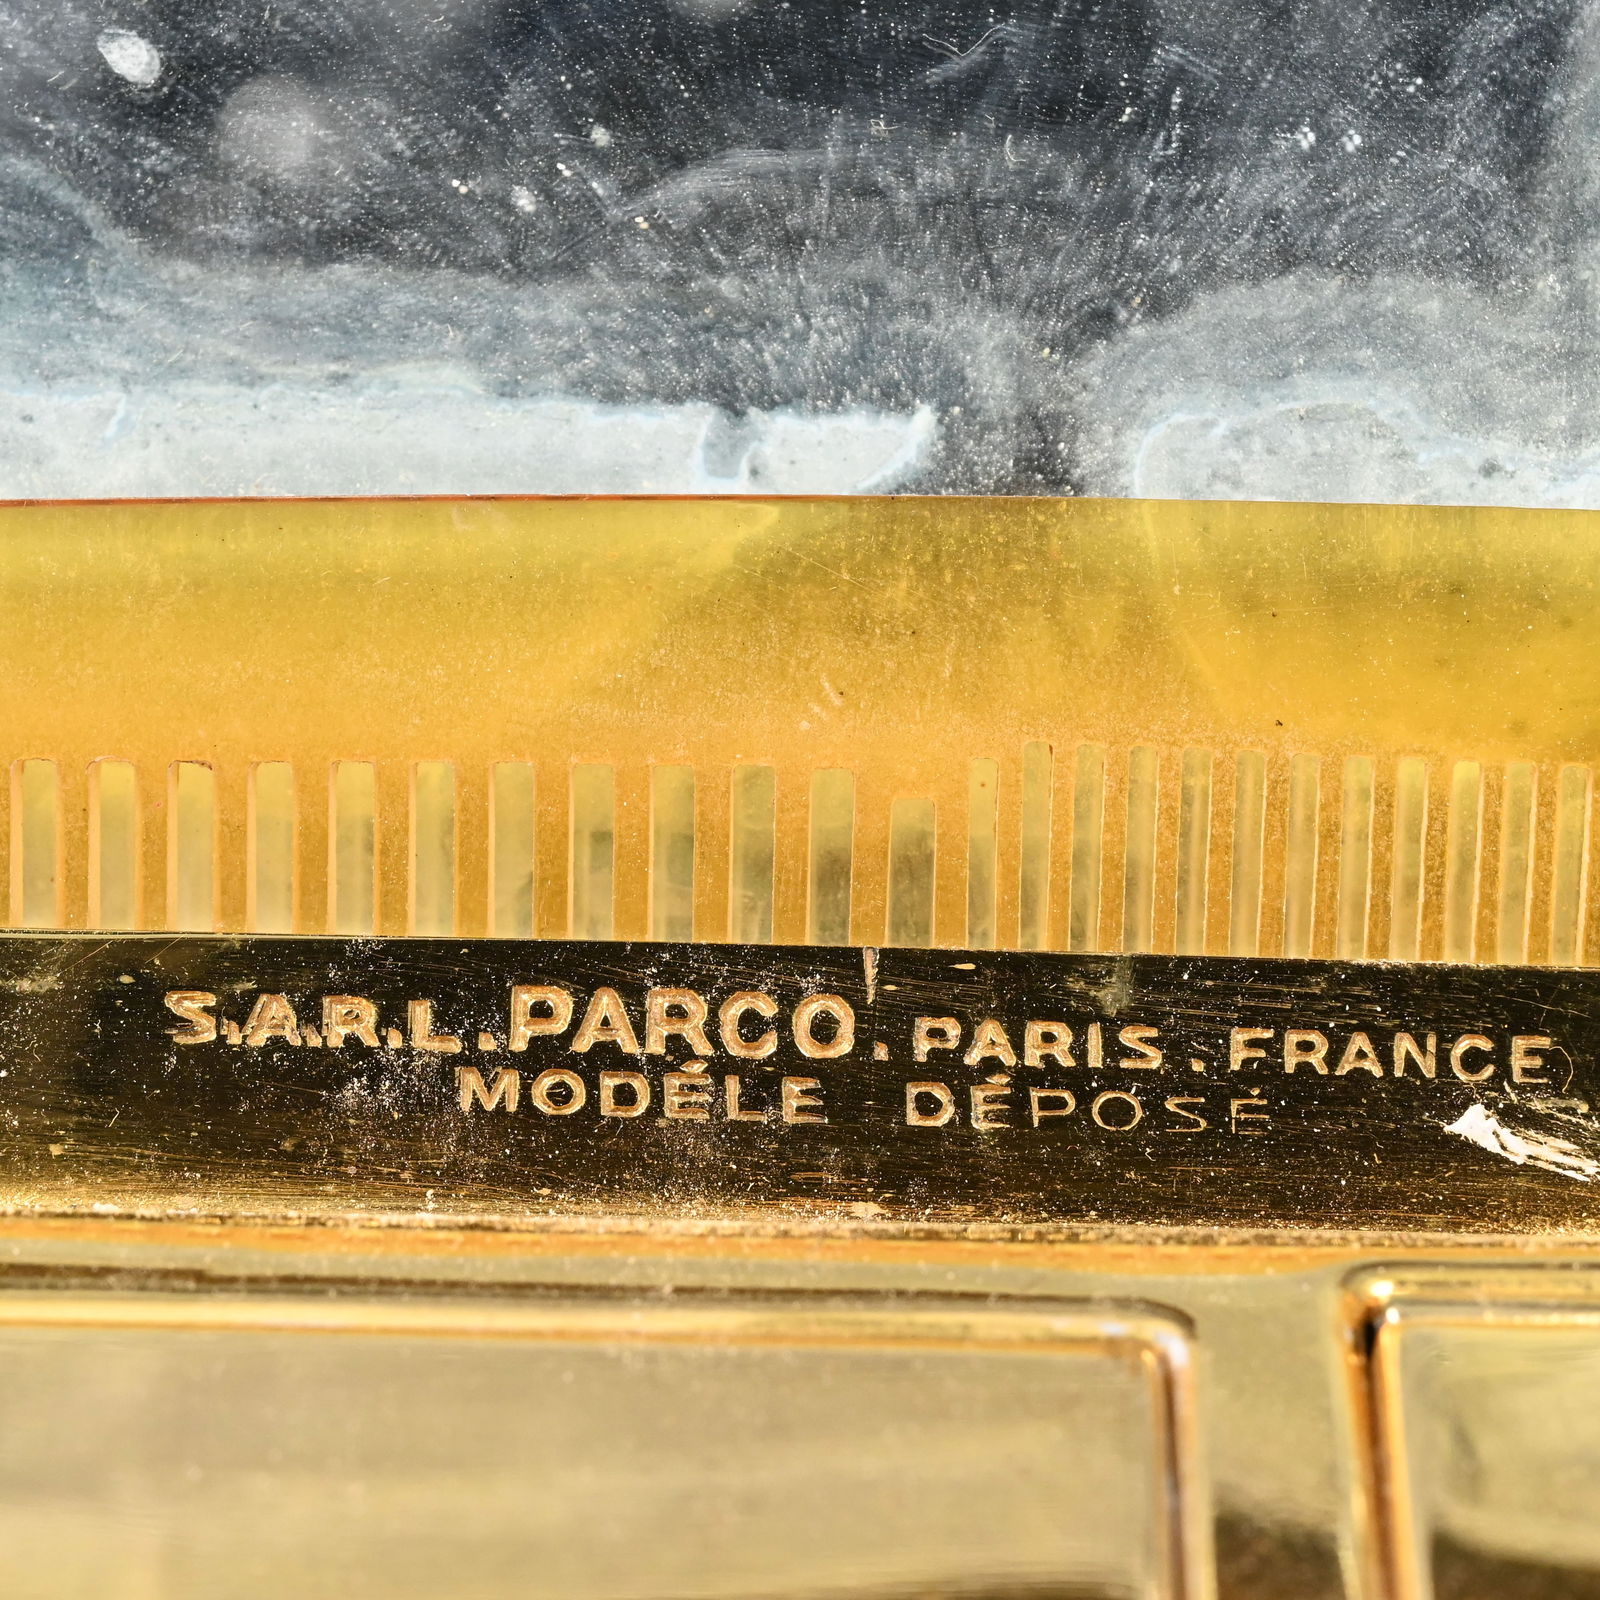 S.A.R.L. PARCO. PARIS. FRANCE
MODÉLE DÉPOSÉ